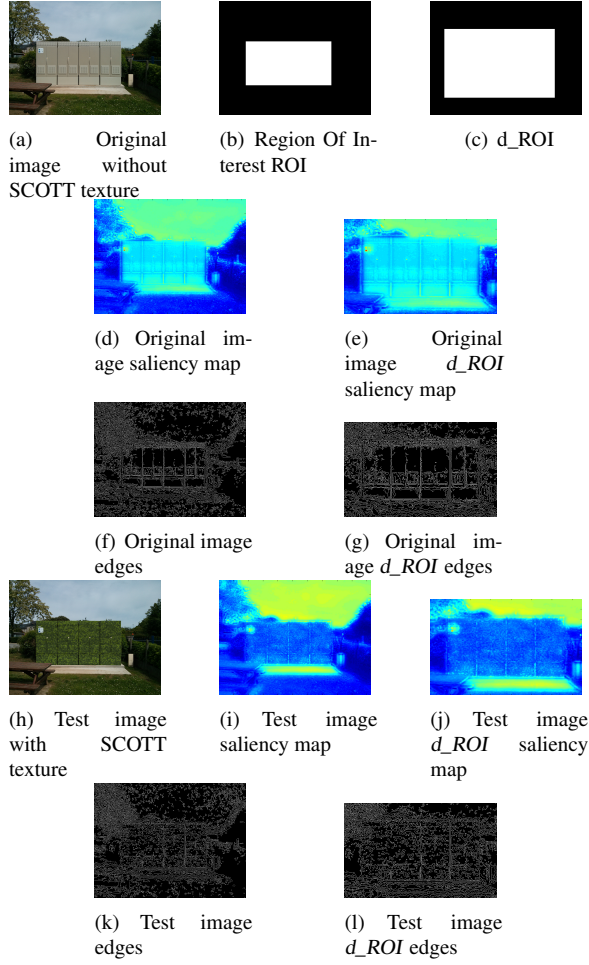 (a) Original
image without
SCOTT texture
(b) Region Of In-
terest ROI
(c) d_ROI
(d) Original im-
age saliency map
(e) Original
image d_ROI
saliency map
(f) Original image
edges
(g) Original im-
age d_ROI edges
(h) Test image
with SCOTT
texture
(i) Test image
saliency map
(j) Test image
d_ROI saliency
map
(k) Test image
edges
(l) Test image
d_ROI edges